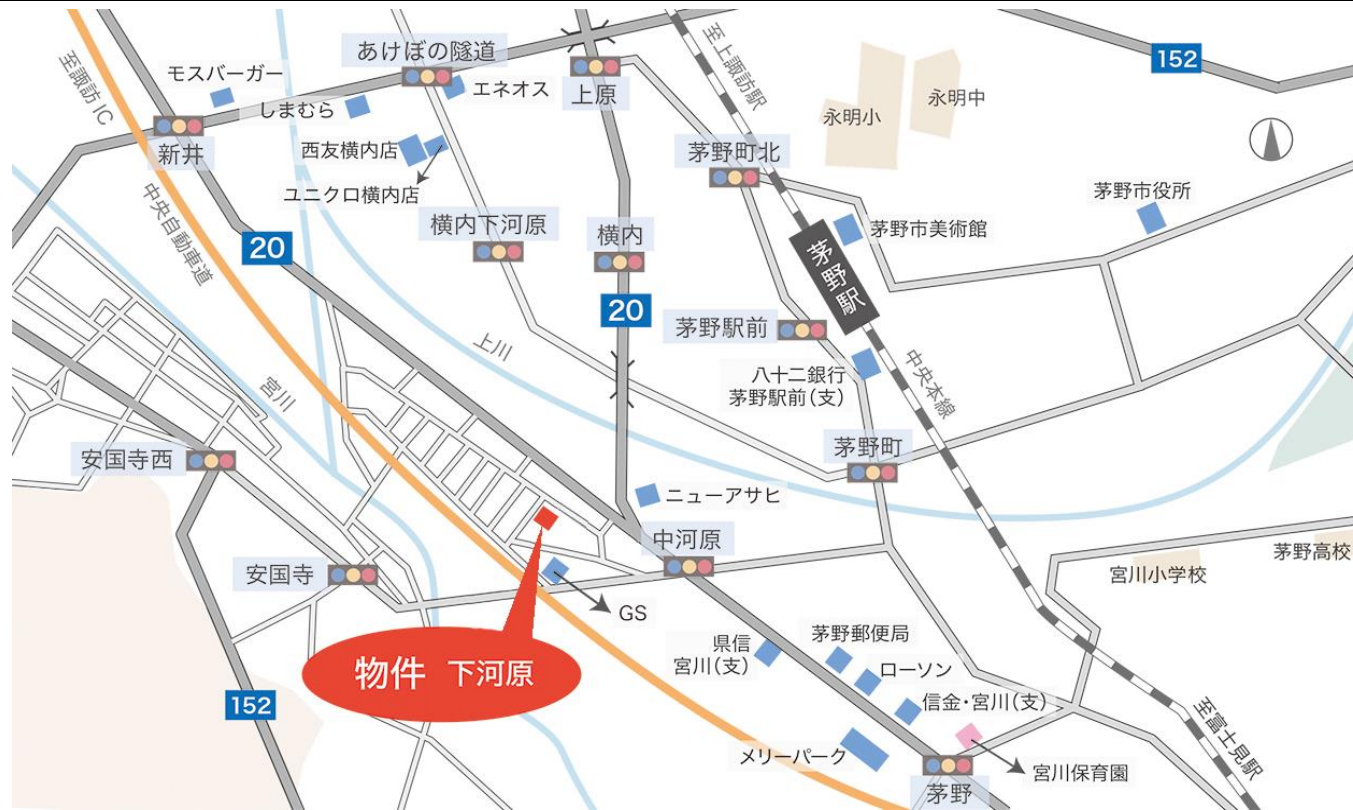 152
至上諏訪駅
至諏訪IC
あけぼの隧道
モスバーガー
しまむら
エネオス
上原
永明中
永明小
新井
西友横内店
ユニクロ横内店
茅野町北
茅野市役所
中央自動車道
横内下河原
横内
茅野市美術館
20
茅野駅
20
茅野駅前
上川
八十二銀行
茅野駅前(支)
中央本線
宮川
安国寺西
茅野町
ニューアサヒ
中河原
茅野高校
安国寺
宮川小学校
GS
物件 下河原
県信
宮川(支)
茅野郵便局
ローソン
152
信金・宮川(支)
至富士見駅
メリーパーク
宮川保育園
茅野